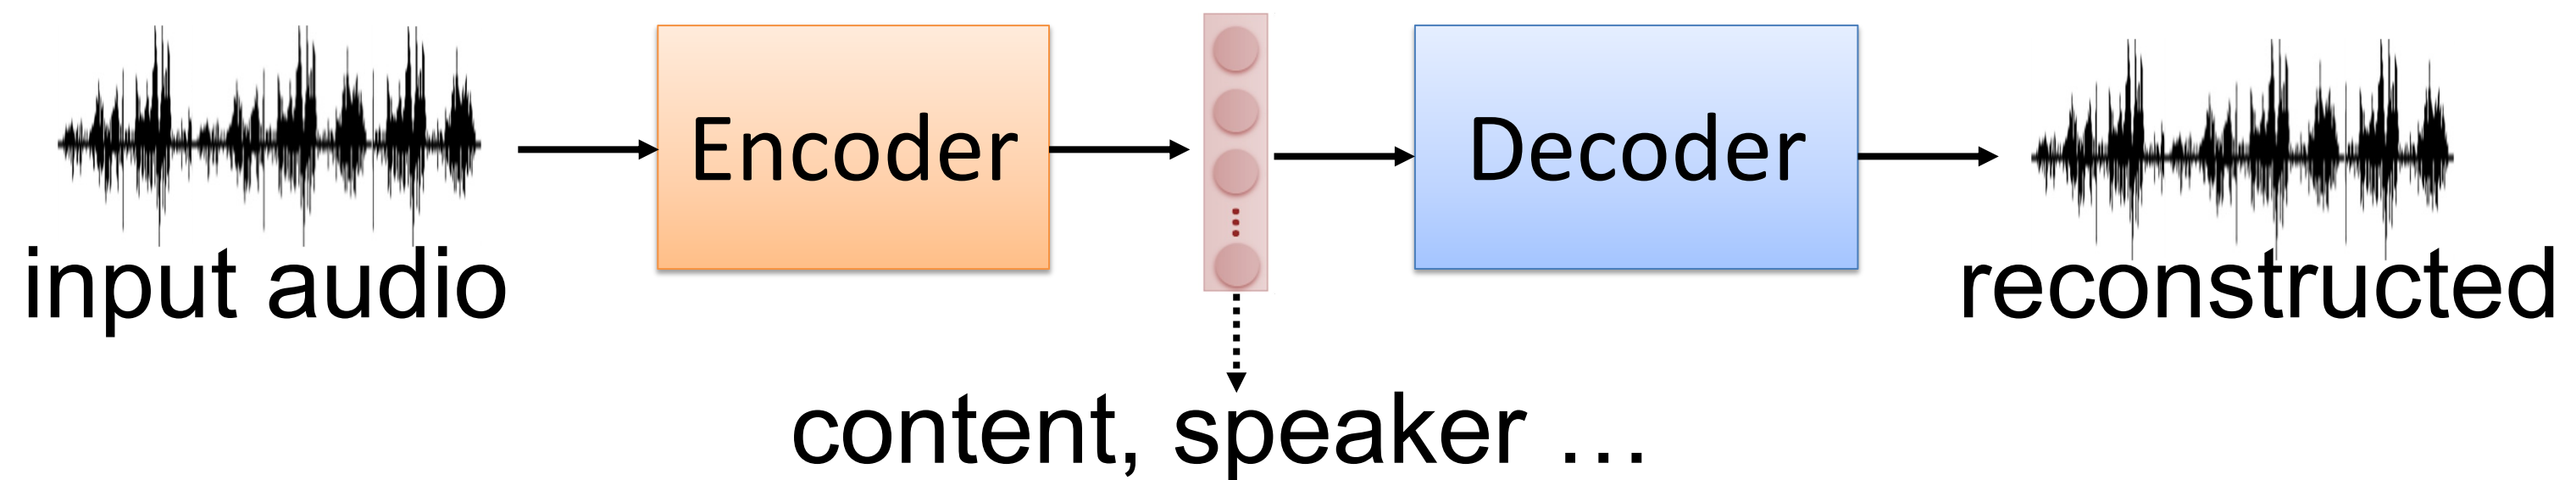 Encoder
Decoder
input audio
reconstructed
content, speaker ...